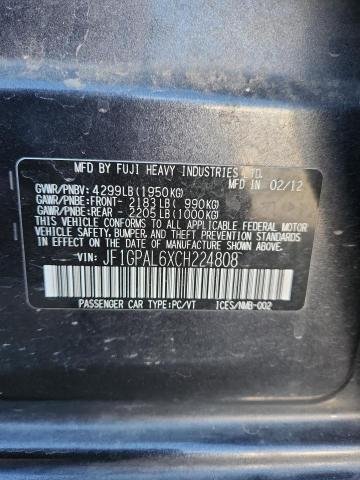 MFD BY FUJI HEAVY INDUSTRIES LTD.
GVWR/PNBV: 4299LB(1950KG) MFD IN 02/12
GAWR/PNBE:FRONT- 2183LB( 990KG)
GAWR/PNBE:REAR - 2205LB(1000KG)
THIS VEHICLE CONFORMS TO ALL APPLICABLE
FEDERAL MOTOR VEHICLE SAFETY, BUMPER,
AND THEFT PREVENTION STANDARDS IN EFFECT
ON THE DATE OF MANUFACTURE SHOWN ABOVE.
VIN: JF1GPAL6XCH224808
PASSENGER CAR TYPE:PC/VT ICES/NMB-002